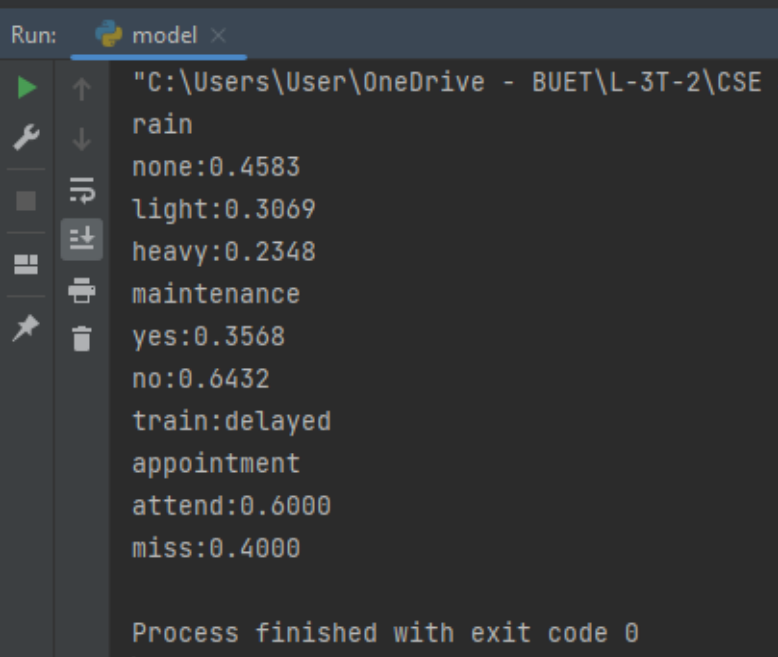 Run: model
"C:\Users\User\OneDrive - BUET\L-3T-2\CSE
rain
none:0.4583
light:0.3069
heavy:0.2348
maintenance
yes:0.3568
no:0.6432
train:delayed
appointment
attend:0.6000
miss:0.4000
Process finished with exit code 0